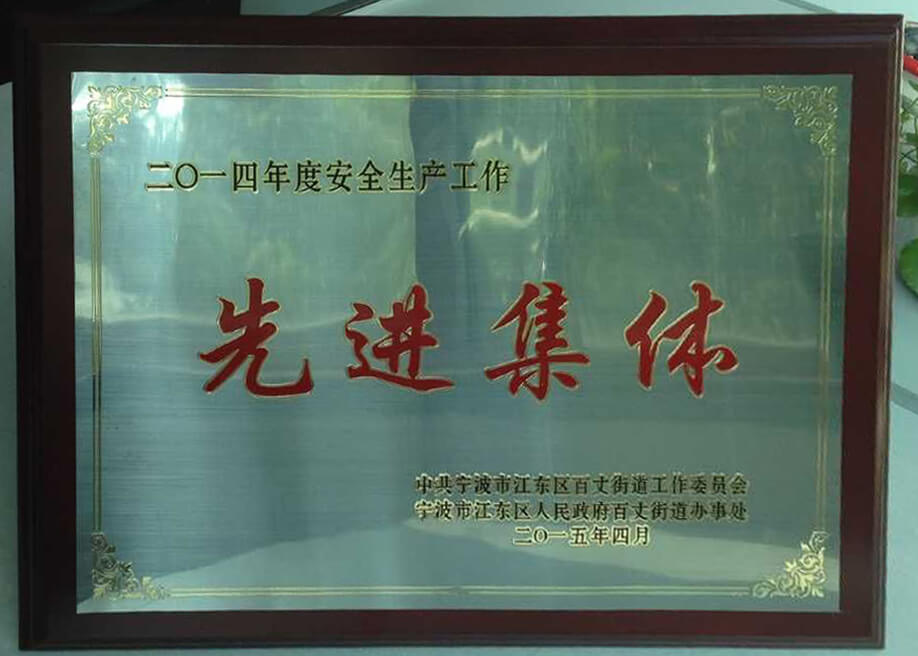 二〇一四年度安全生产工作
先进集体
中共宁波市江东区百丈街道工作委员会
宁波市江东区人民政府百丈街道办事处
二〇一五年四月